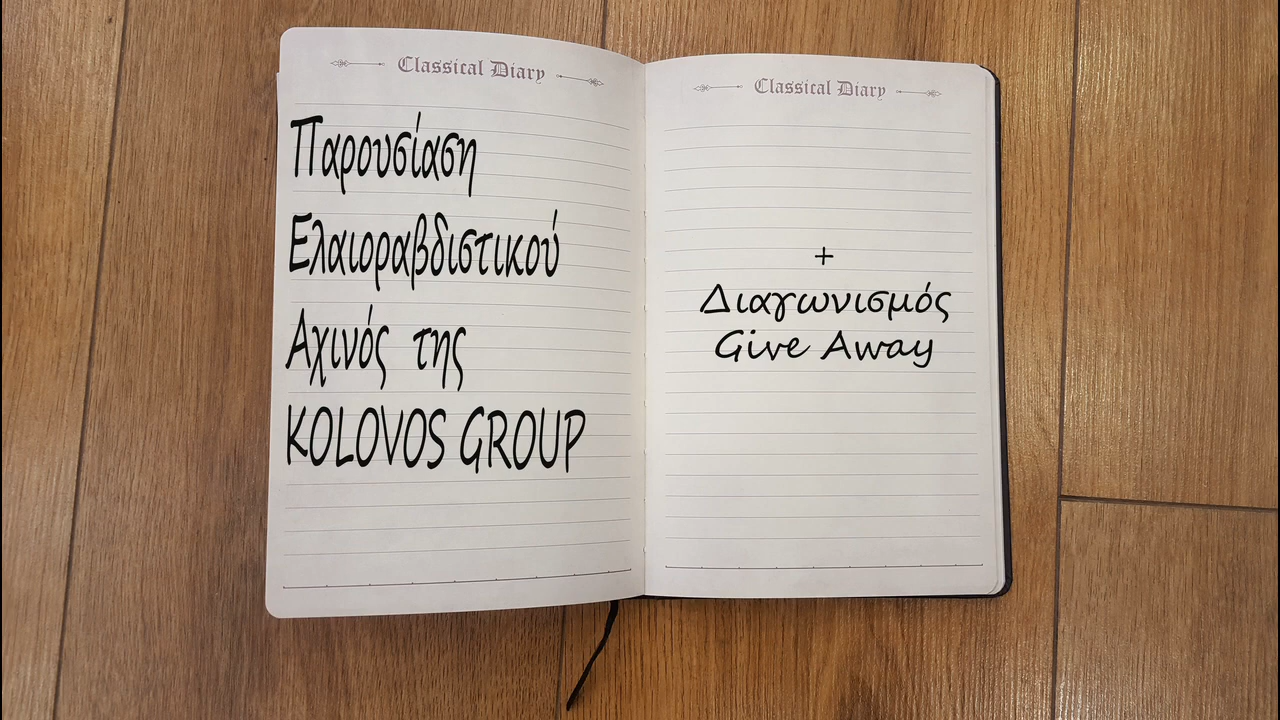 Classical Diary
Παρουσίαση
Ελαιοραβδιστικού
Αχινός της
KOLOVOS GROUP
Classical Diary
+
Διαγωνισμός
Give Away